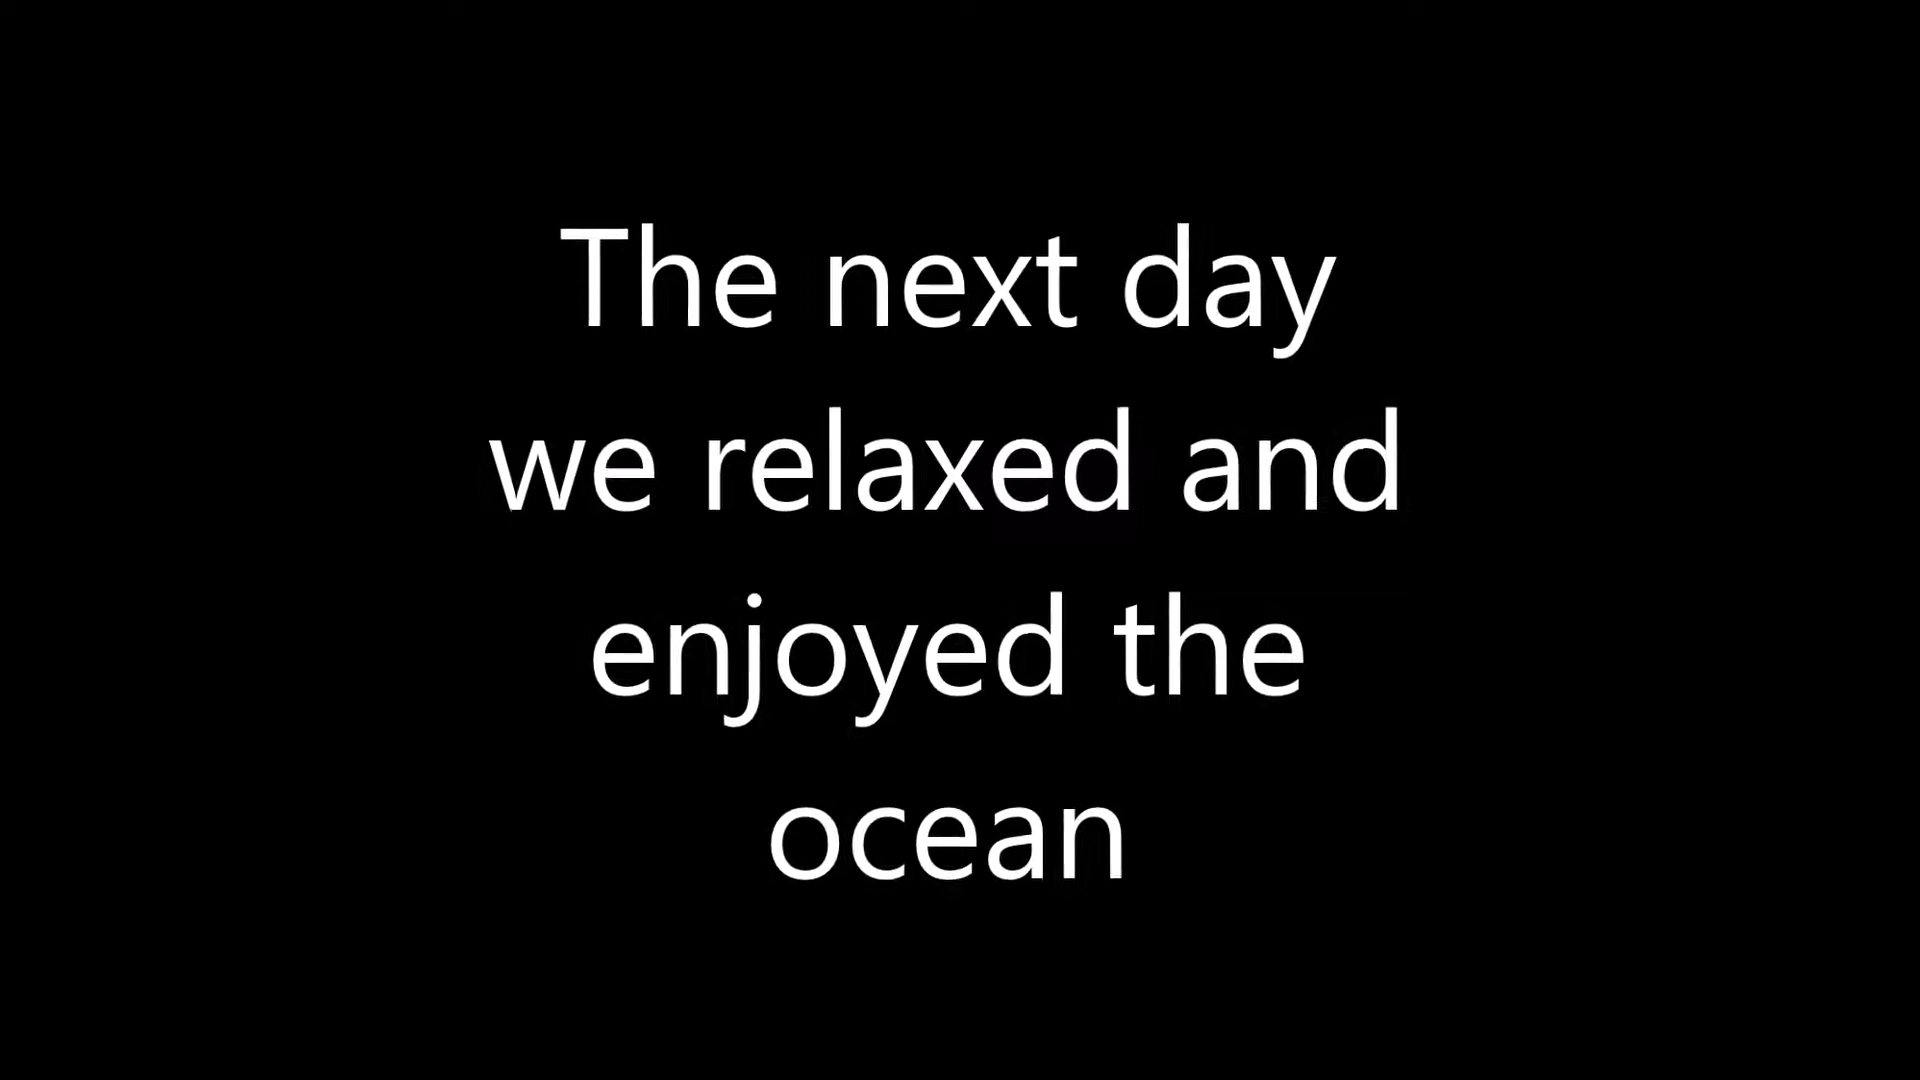 The next day
we relaxed and
enjoyed the
ocean